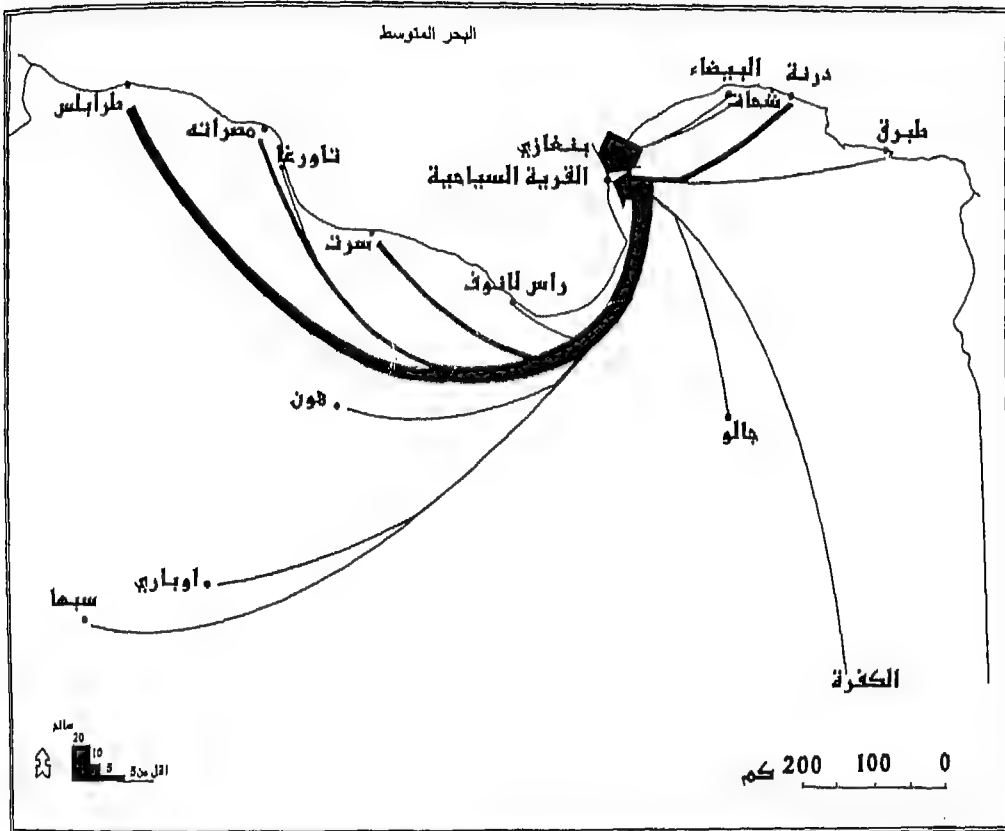 البحر المتوسط
البيضاء
درنة
شحات
طرابلس
مصراته
طبرق
بنغازي
تاورغا
القرية السياحية
سرت
راس لانوف
هون
جالو
اوباري
سبها
الكفرة
سائح
20
10
5
اقل من 5
كم 200 100 0